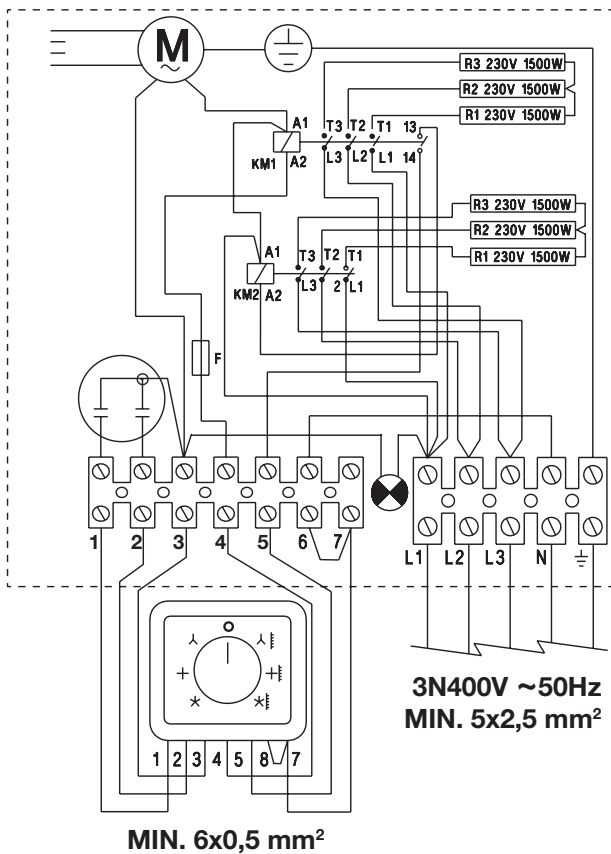 M
~
R3 230V 1500W
R2 230V 1500W
R1 230V 1500W
A1 T3 T2 T1 13
KM1 A2 L3 L2 L1 14
R3 230V 1500W
R2 230V 1500W
R1 230V 1500W
A1 T3 T2 T1
KM2 A2 L3 2 L1
F
1 2 3 4 5 6 7
L1 L2 L3 N
3N400V ~50Hz
MIN. 5x2,5 mm²
1 2 3 4 5 8 7
MIN. 6x0,5 mm²